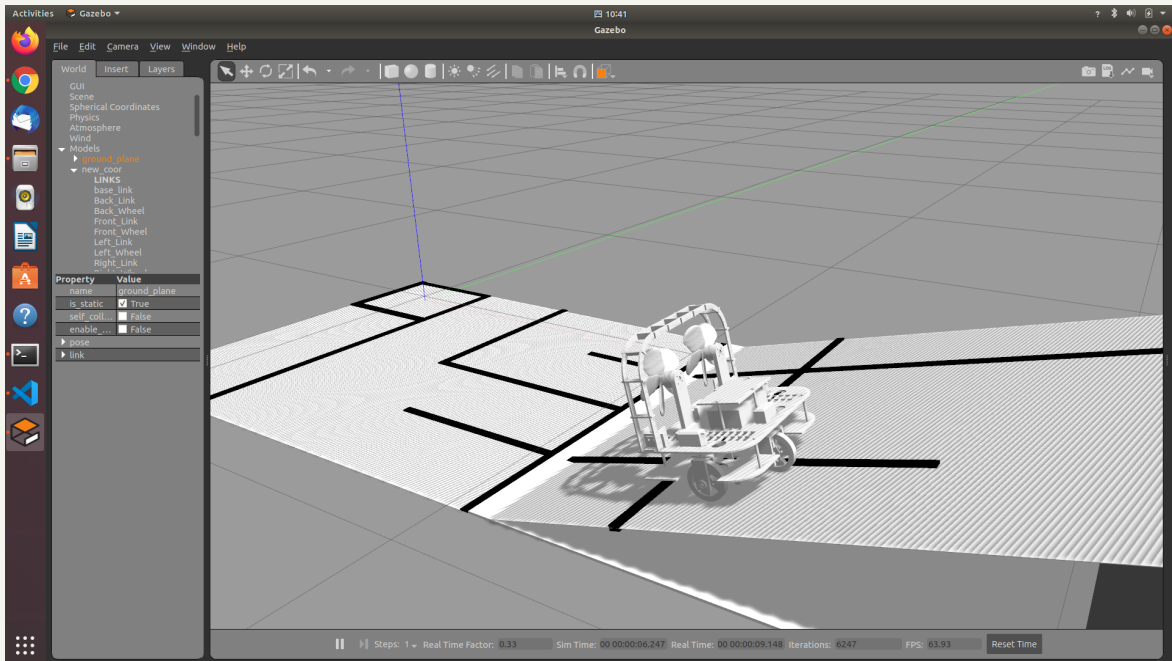 Activities Gazebo 10:41 ?
Gazebo
File Edit Camera View Window Help
World Insert Layers
GUI
Scene
Spherical Coordinates
Physics
Atmosphere
Wind
Models
ground_plane
new_coor
LINKS
base_link
Back_Link
Back_Wheel
Front_Link
Front_Wheel
Left_Link
Left_Wheel
Right_Link
Property Value
name ground_plane
is_static True
self_coll... False
enable_... False
pose
link
Steps: 1 Real Time Factor: 0.33 Sim Time: 00 00:00:06.247 Real Time: 00 00:00:09.148 Iterations: 6247 FPS: 63.93 Reset Time